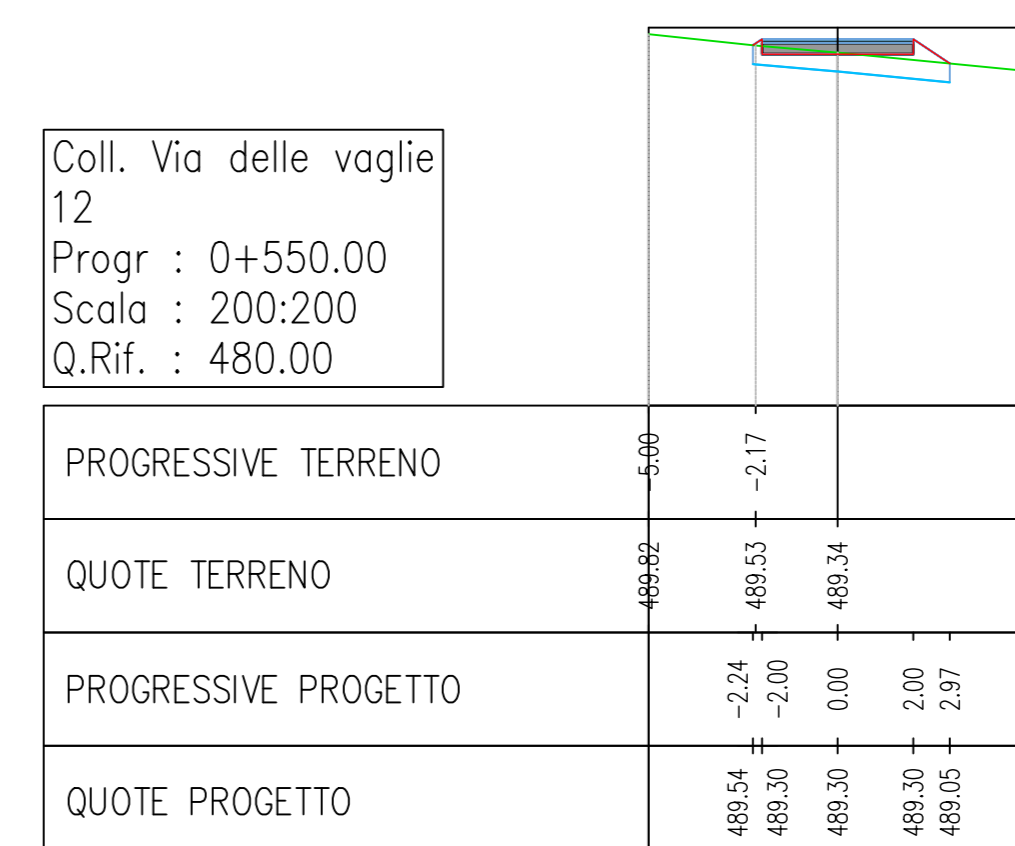 Coll. Via delle vaglie
12
Progr : 0+550.00
Scala : 200:200
Q.Rif. : 480.00
PROGRESSIVE TERRENO -5.00 -2.17
QUOTE TERRENO 489.82 489.53 489.34
PROGRESSIVE PROGETTO -2.24 -2.00 0.00 2.00 2.97
QUOTE PROGETTO 489.54 489.30 489.30 489.30 489.05